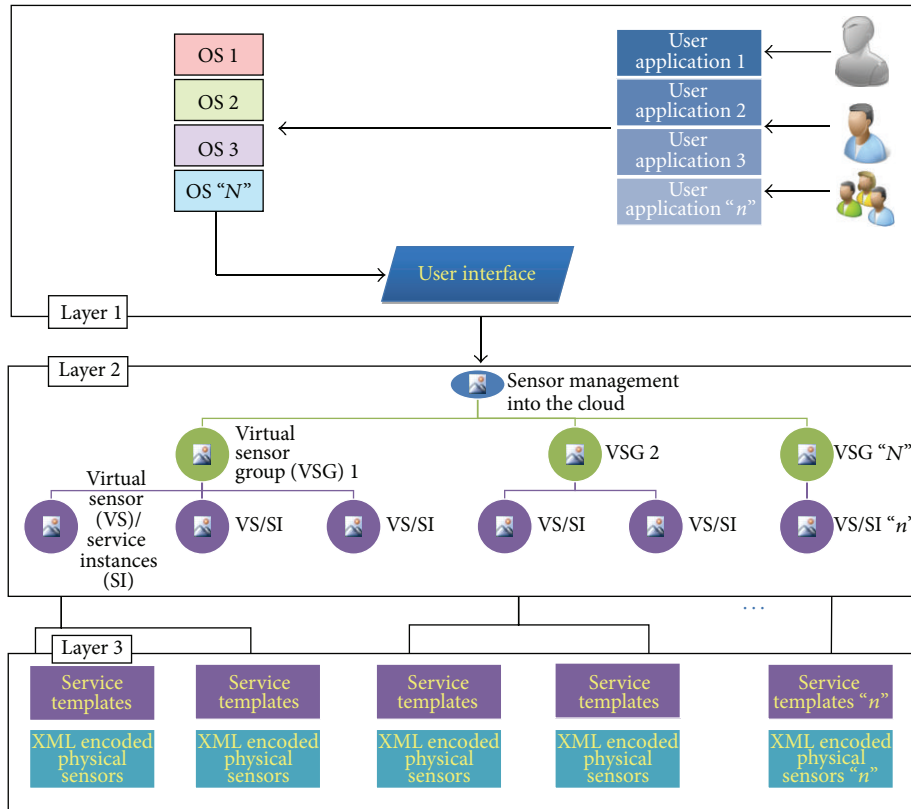 OS 1
OS 2
OS 3
OS “N”
User
application 1
User
application 2
User
application 3
User
application “n”
User interface
Layer 1
Layer 2
Sensor management
into the cloud
Virtual
sensor
group (VSG) 1
VSG 2
VSG “N”
Virtual
sensor
(VS)/
service
instances
(SI)
VS/SI
VS/SI
VS/SI
VS/SI
VS/SI “n”
...
Layer 3
Service
templates
Service
templates
Service
templates
Service
templates
Service
templates “n”
XML encoded
physical
sensors
XML encoded
physical
sensors
XML encoded
physical
sensors
XML encoded
physical
sensors
XML encoded
physical
sensors “n”